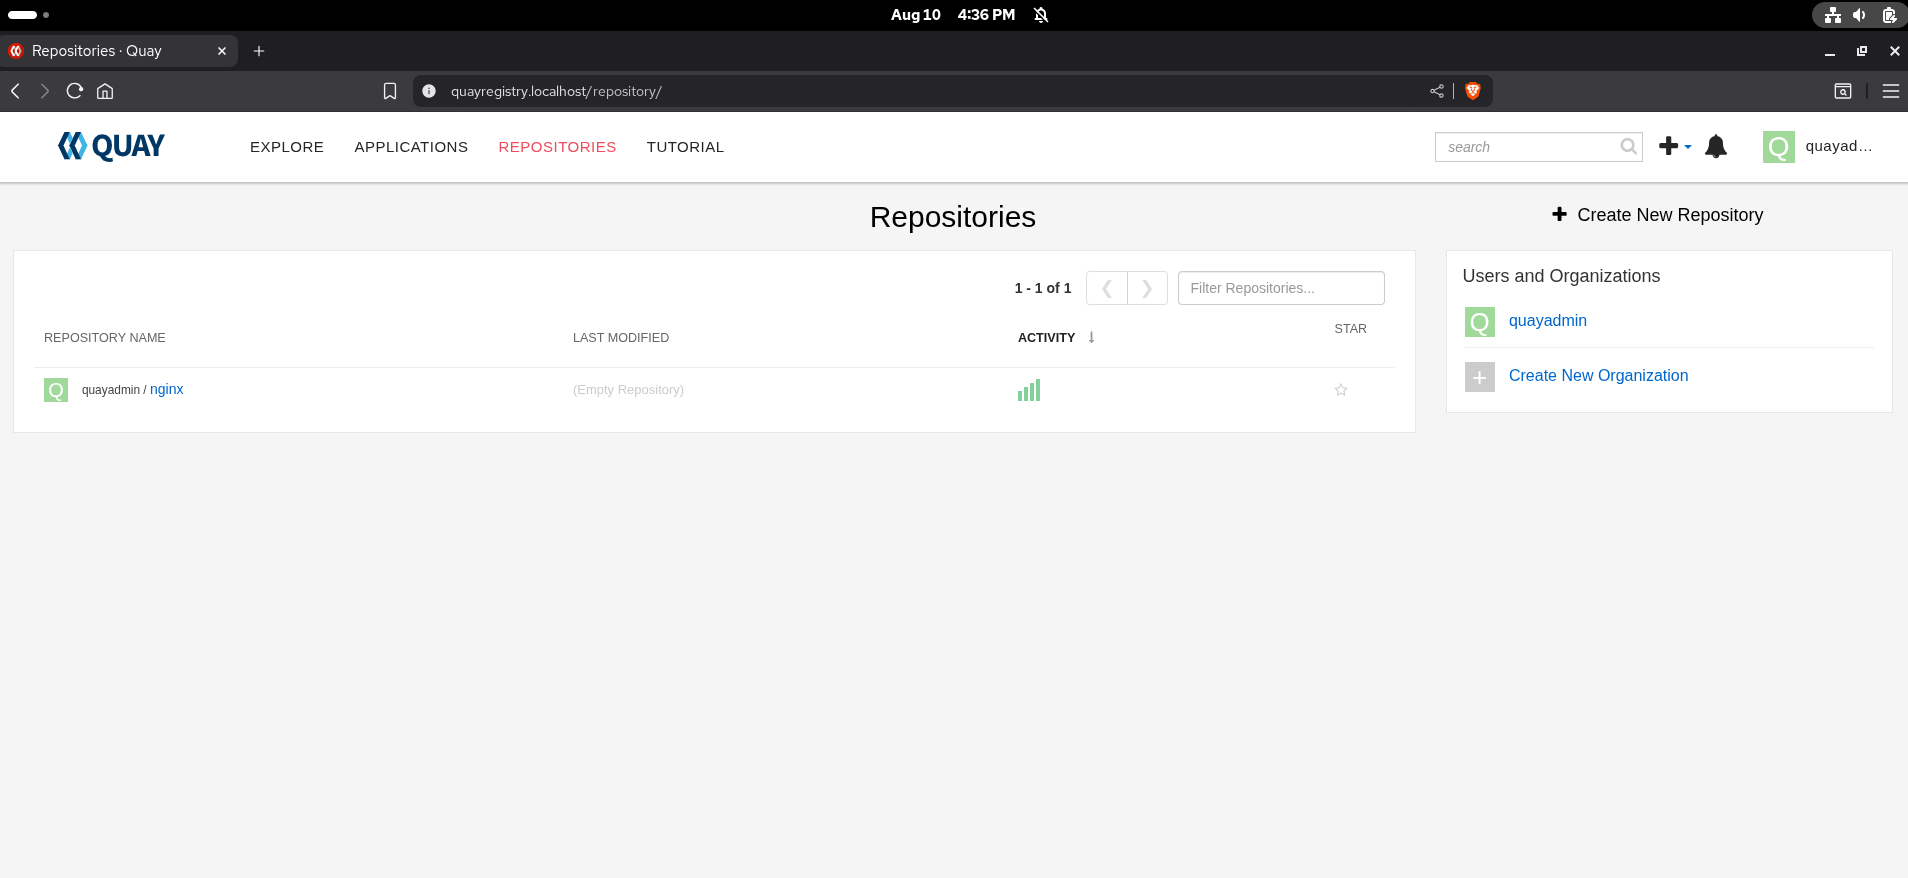 Aug 10 4:36 PM
Repositories · Quay
quayregistry.localhost/repository/
QUAY
EXPLORE APPLICATIONS REPOSITORIES TUTORIAL
search
Q quayad...
Repositories
Create New Repository
1 - 1 of 1
Filter Repositories...
REPOSITORY NAME LAST MODIFIED ACTIVITY STAR
Q quayadmin / nginx (Empty Repository)
Users and Organizations
Q quayadmin
+ Create New Organization